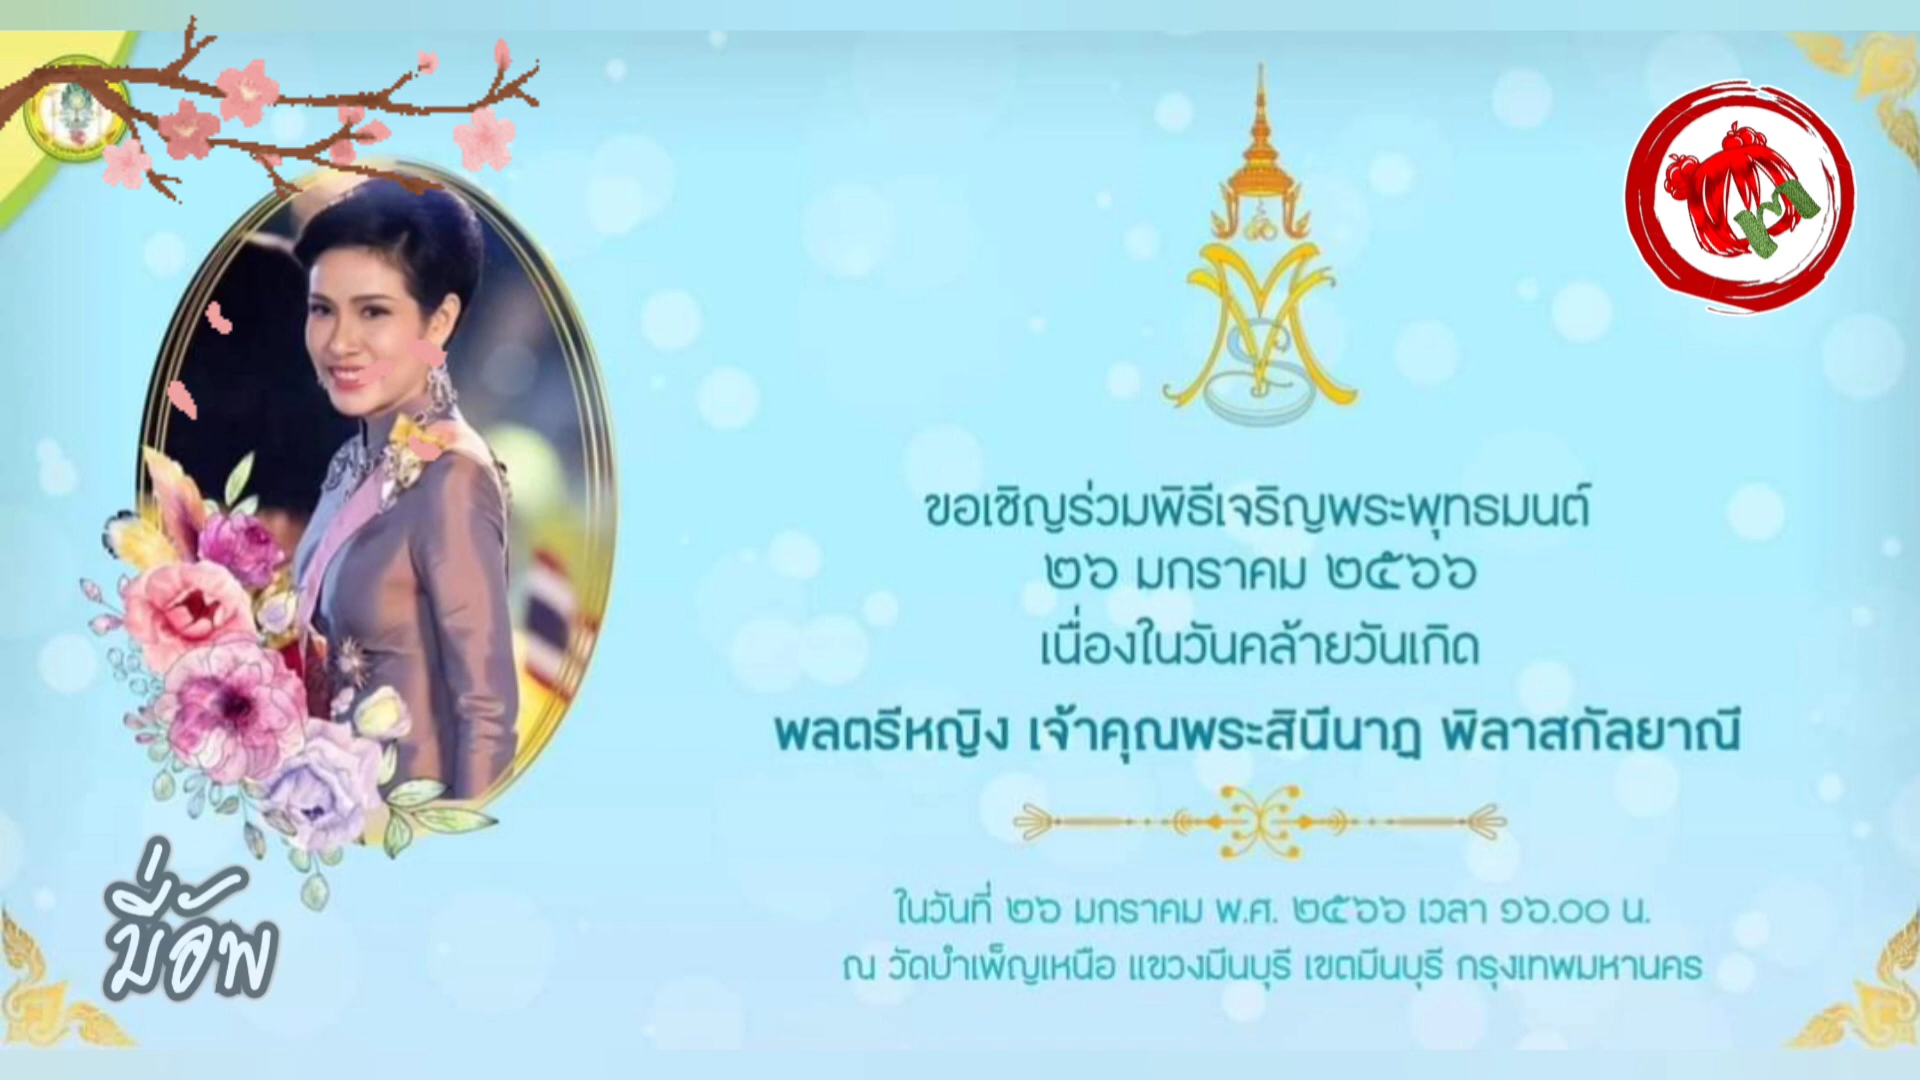 ขอเชิญร่วมพิธีเจริญพระพุทธมนต์
๒๖ มกราคม ๒๕๖๖
เนื่องในวันคล้ายวันเกิด
พลตรีหญิง เจ้าคุณพระสินีนาฏ พิลาสกัลยาณี
ในวันที่ ๒๖ มกราคม พ.ศ. ๒๕๖๖ เวลา ๑๖.๐๐ น.
ณ วัดบำเพ็ญเหนือ แขวงมีนบุรี เขตมีนบุรี กรุงเทพมหานคร
มี่อัพ